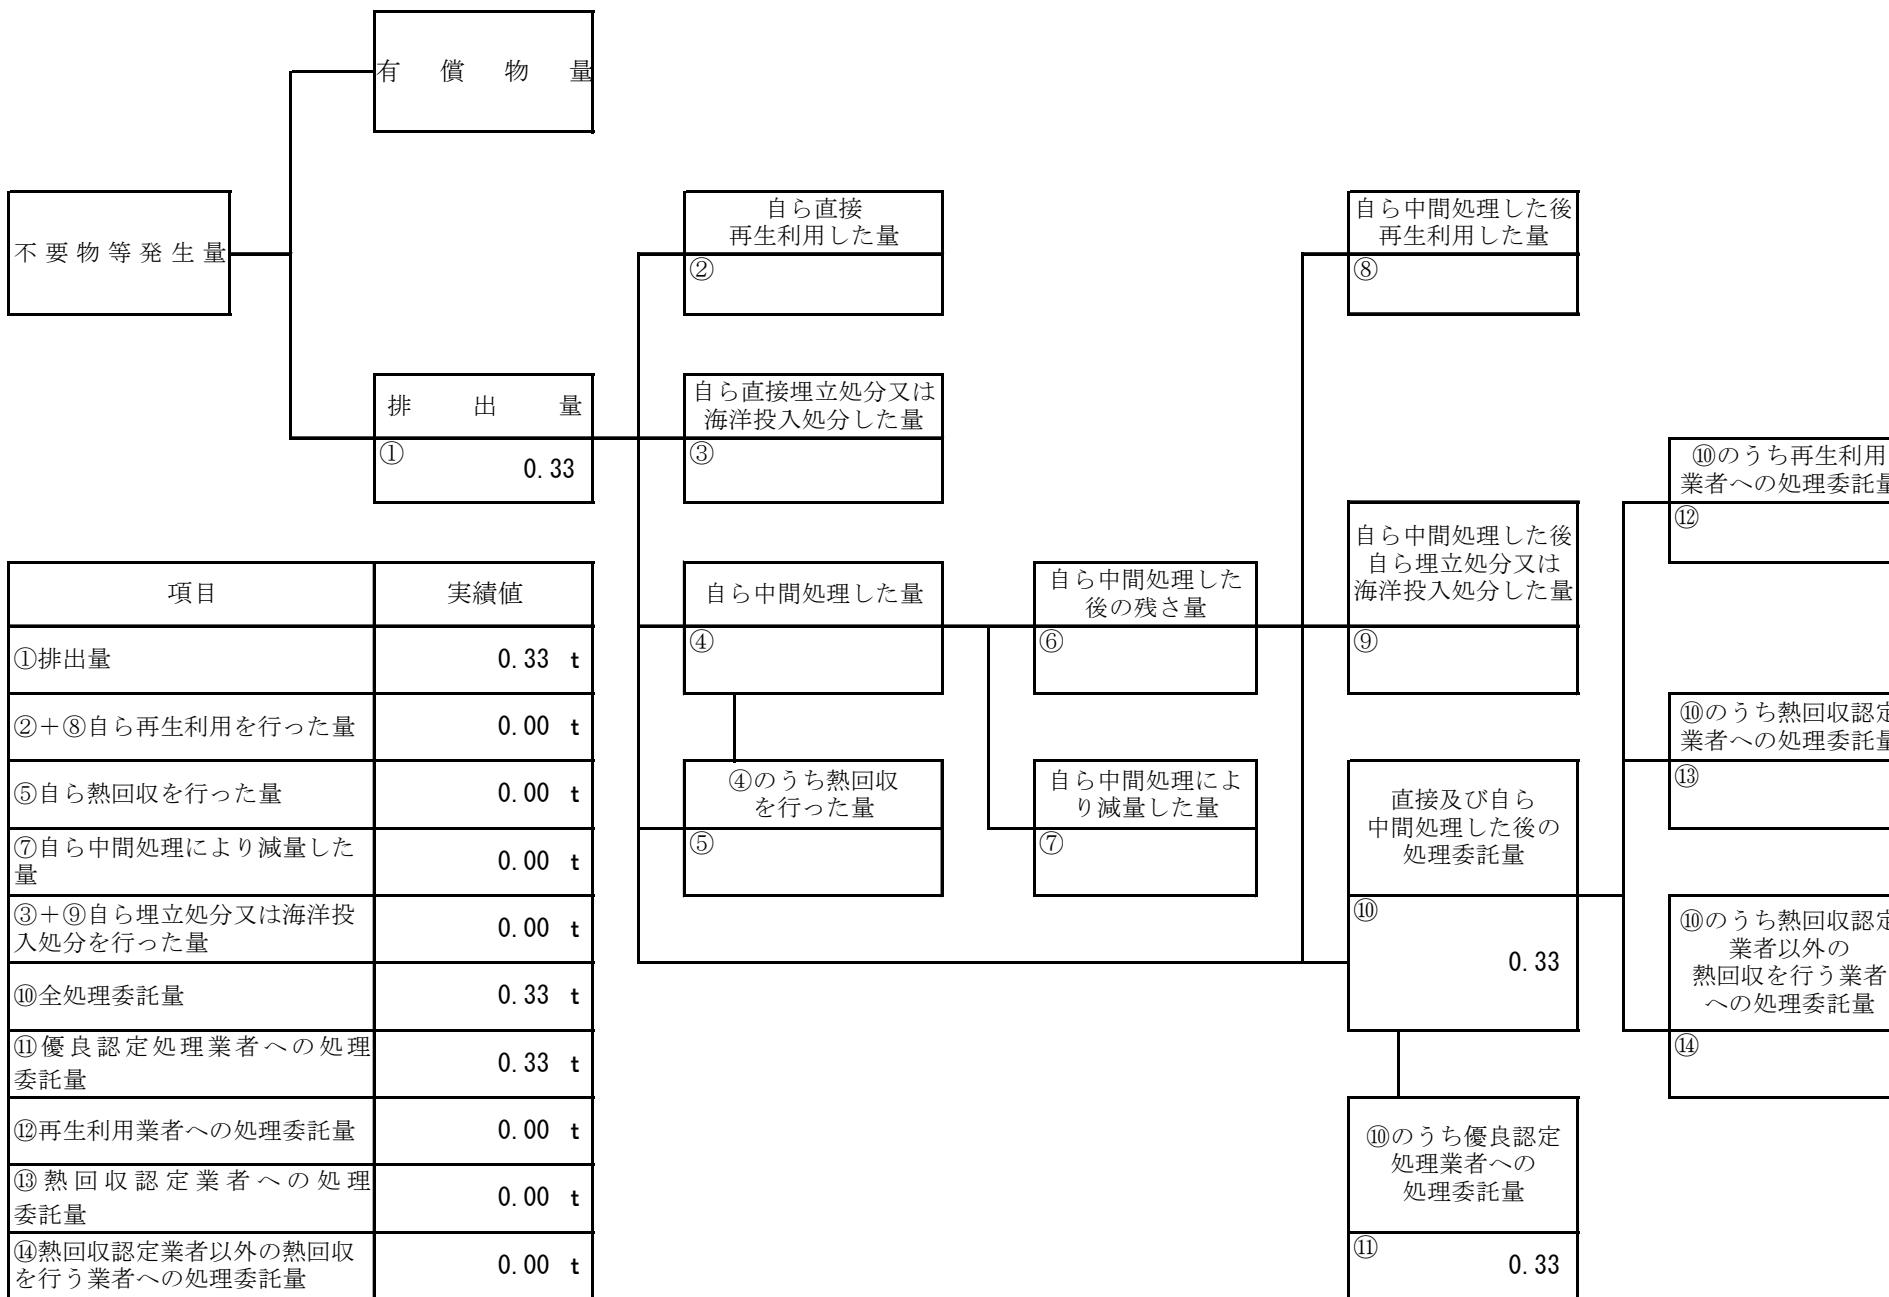 有償物量
不要物等発生量
自ら直接
再生利用した量
②
自ら中間処理した後
再生利用した量
⑧
排出量
①
0.33
自ら直接埋立処分又は
海洋投入処分した量
③
⑩のうち再生利用
業者への処理委託量
⑫
自ら中間処理した後
自ら埋立処分又は
海洋投入処分した量
⑨
自ら中間処理した量
④
自ら中間処理した
後の残さ量
⑥
④のうち熱回収
を行った量
⑤
自ら中間処理によ
り減量した量
⑦
⑩のうち熱回収認定
業者への処理委託量
⑬
直接及び自ら
中間処理した後の
処理委託量
⑩
0.33
⑩のうち熱回収認定
業者以外の
熱回収を行う業者
への処理委託量
⑭
⑩のうち優良認定
処理業者への
処理委託量
⑪
0.33
項目 実績値
①排出量 0.33 t
②+⑧自ら再生利用を行った量 0.00 t
⑤自ら熱回収を行った量 0.00 t
⑦自ら中間処理により減量した
量 0.00 t
③+⑨自ら埋立処分又は海洋投
入処分を行った量 0.00 t
⑩全処理委託量 0.33 t
⑪優良認定処理業者への処理
委託量 0.33 t
⑫再生利用業者への処理委託量 0.00 t
⑬熱回収認定業者への処理
委託量 0.00 t
⑭熱回収認定業者以外の熱回収
を行う業者への処理委託量 0.00 t